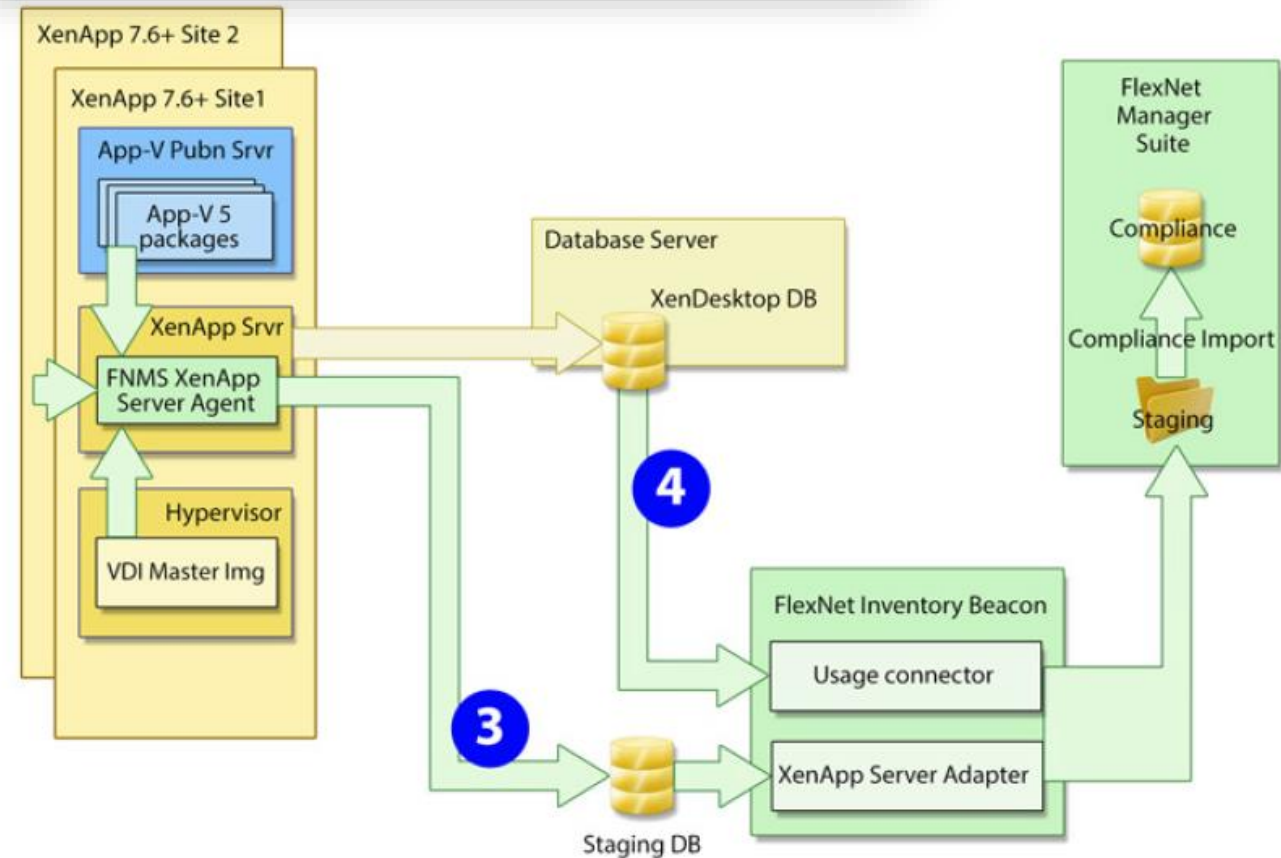 XenApp 7.6+ Site 2
XenApp 7.6+ Site1
App-V Pubn Srvr
App-V 5
packages
XenApp Srvr
FNMS XenApp
Server Agent
Hypervisor
VDI Master Img
Database Server
XenDesktop DB
4
3
Staging DB
FlexNet Inventory Beacon
Usage connector
XenApp Server Adapter
FlexNet
Manager
Suite
Compliance
Compliance Import
Staging